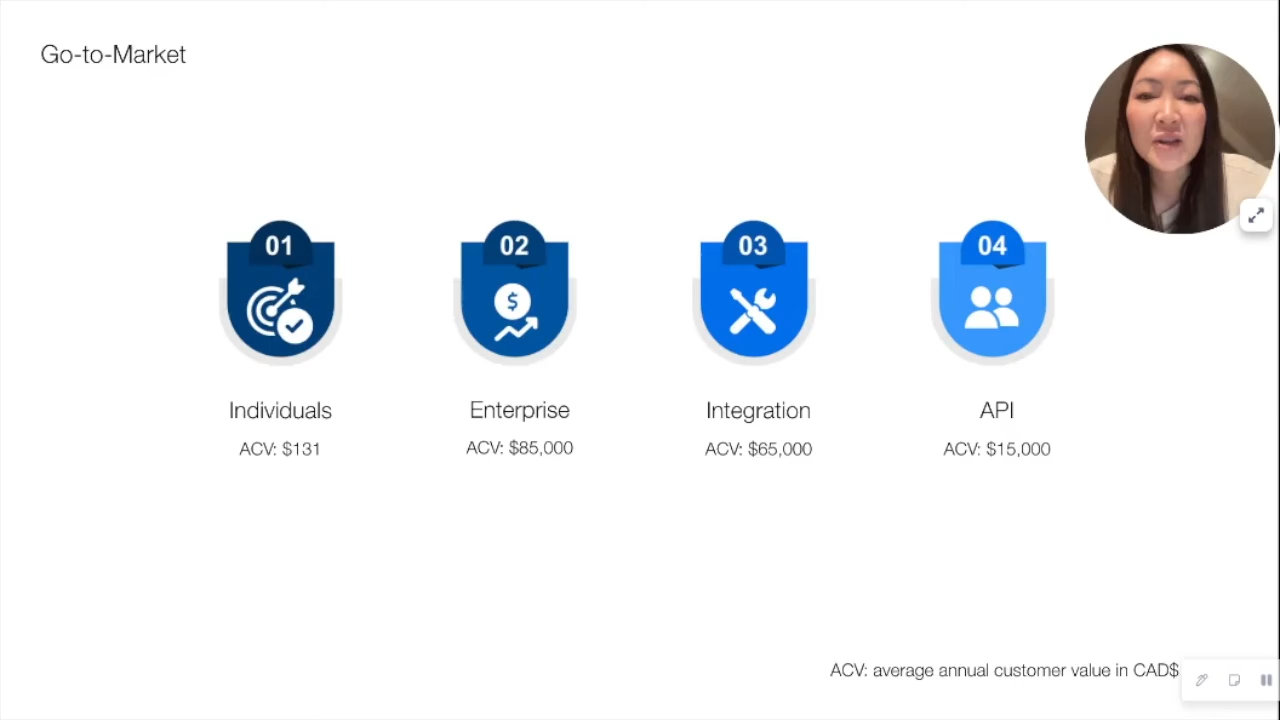 Go-to-Market
01
02
03
04
Individuals
Enterprise
Integration
API
ACV: $131
ACV: $85,000
ACV: $65,000
ACV: $15,000
ACV: average annual customer value in CAD$